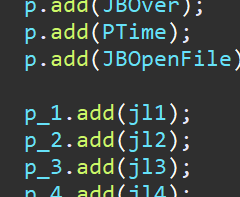 p.add(JBOver);
p.add(PTime);
p.add(JBOpenFile)
p_1.add(jl1);
p_2.add(jl2);
p_3.add(jl3);
p_4.add(jl4);